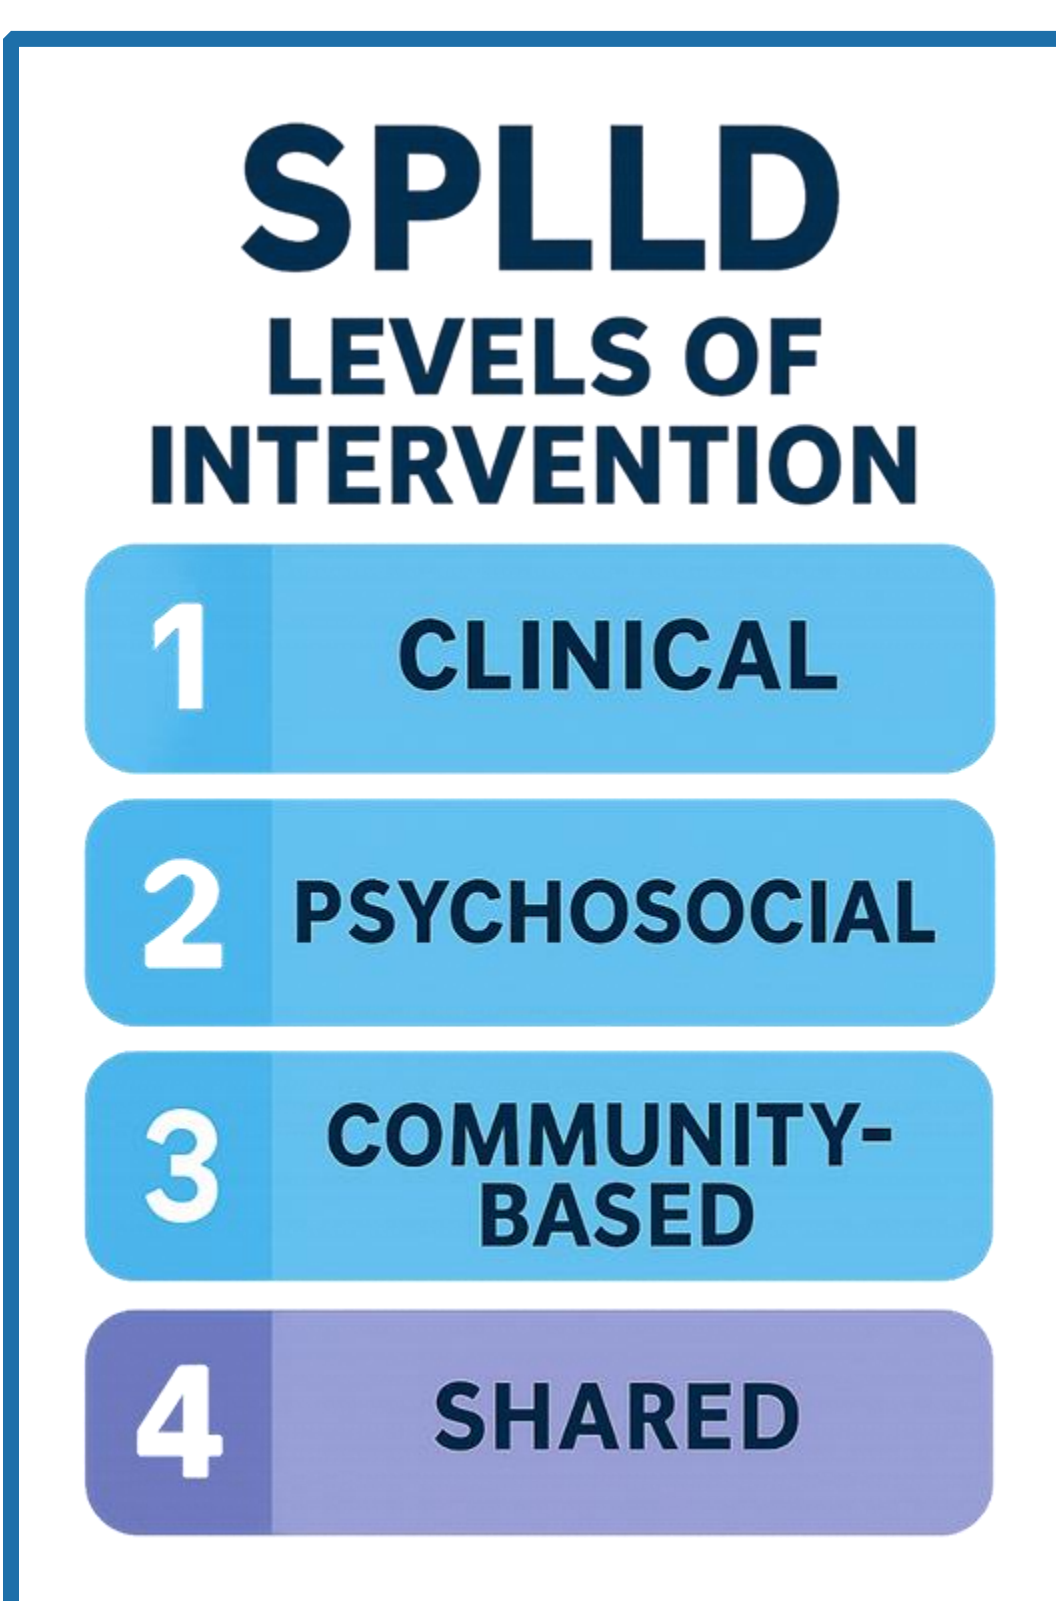 SPLLD
LEVELS OF
INTERVENTION
1 CLINICAL
2 PSYCHOSOCIAL
3 COMMUNITY-
BASED
4 SHARED